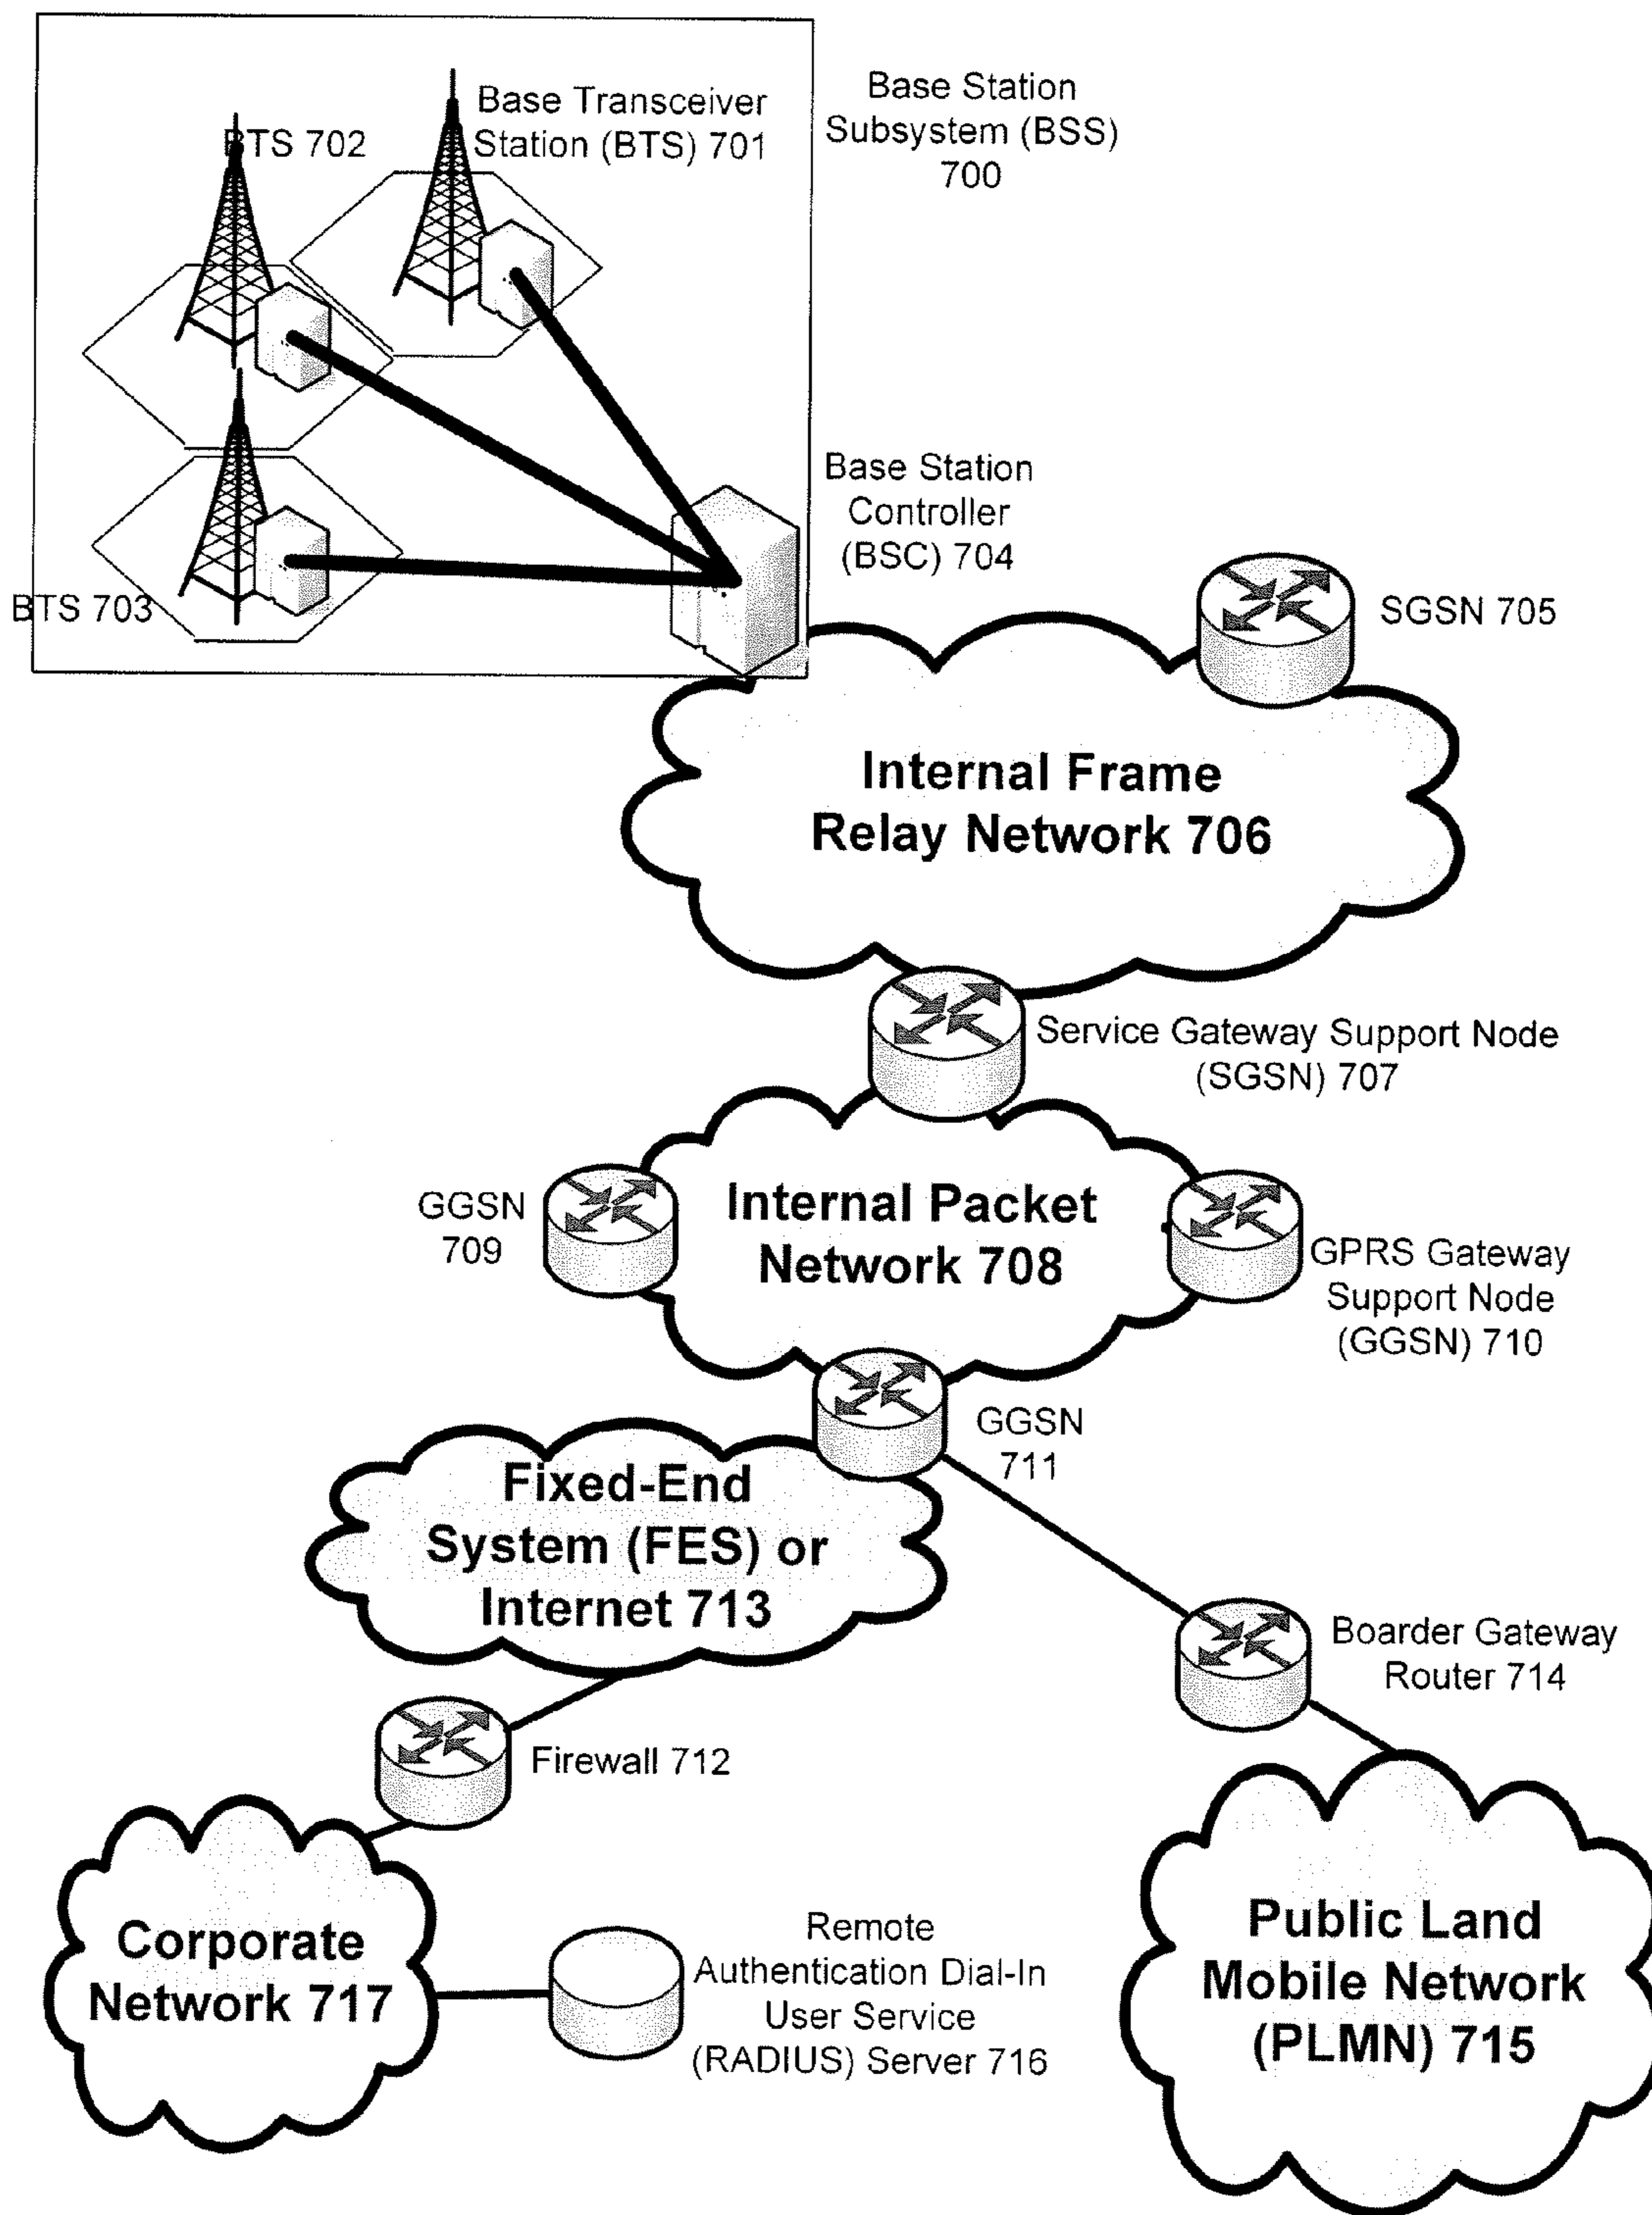 Base Transceiver
Station (BTS) 701
BTS 702
Base Station
Subsystem (BSS)
700
Base Station
Controller
(BSC) 704
BTS 703
SGSN 705
Internal Frame
Relay Network 706
Service Gateway Support Node
(SGSN) 707
GGSN
709
Internal Packet
Network 708
GPRS Gateway
Support Node
(GGSN) 710
GGSN
711
Fixed-End
System (FES) or
Internet 713
Boarder Gateway
Router 714
Firewall 712
Corporate
Network 717
Remote
Authentication Dial-In
User Service
(RADIUS) Server 716
Public Land
Mobile Network
(PLMN) 715